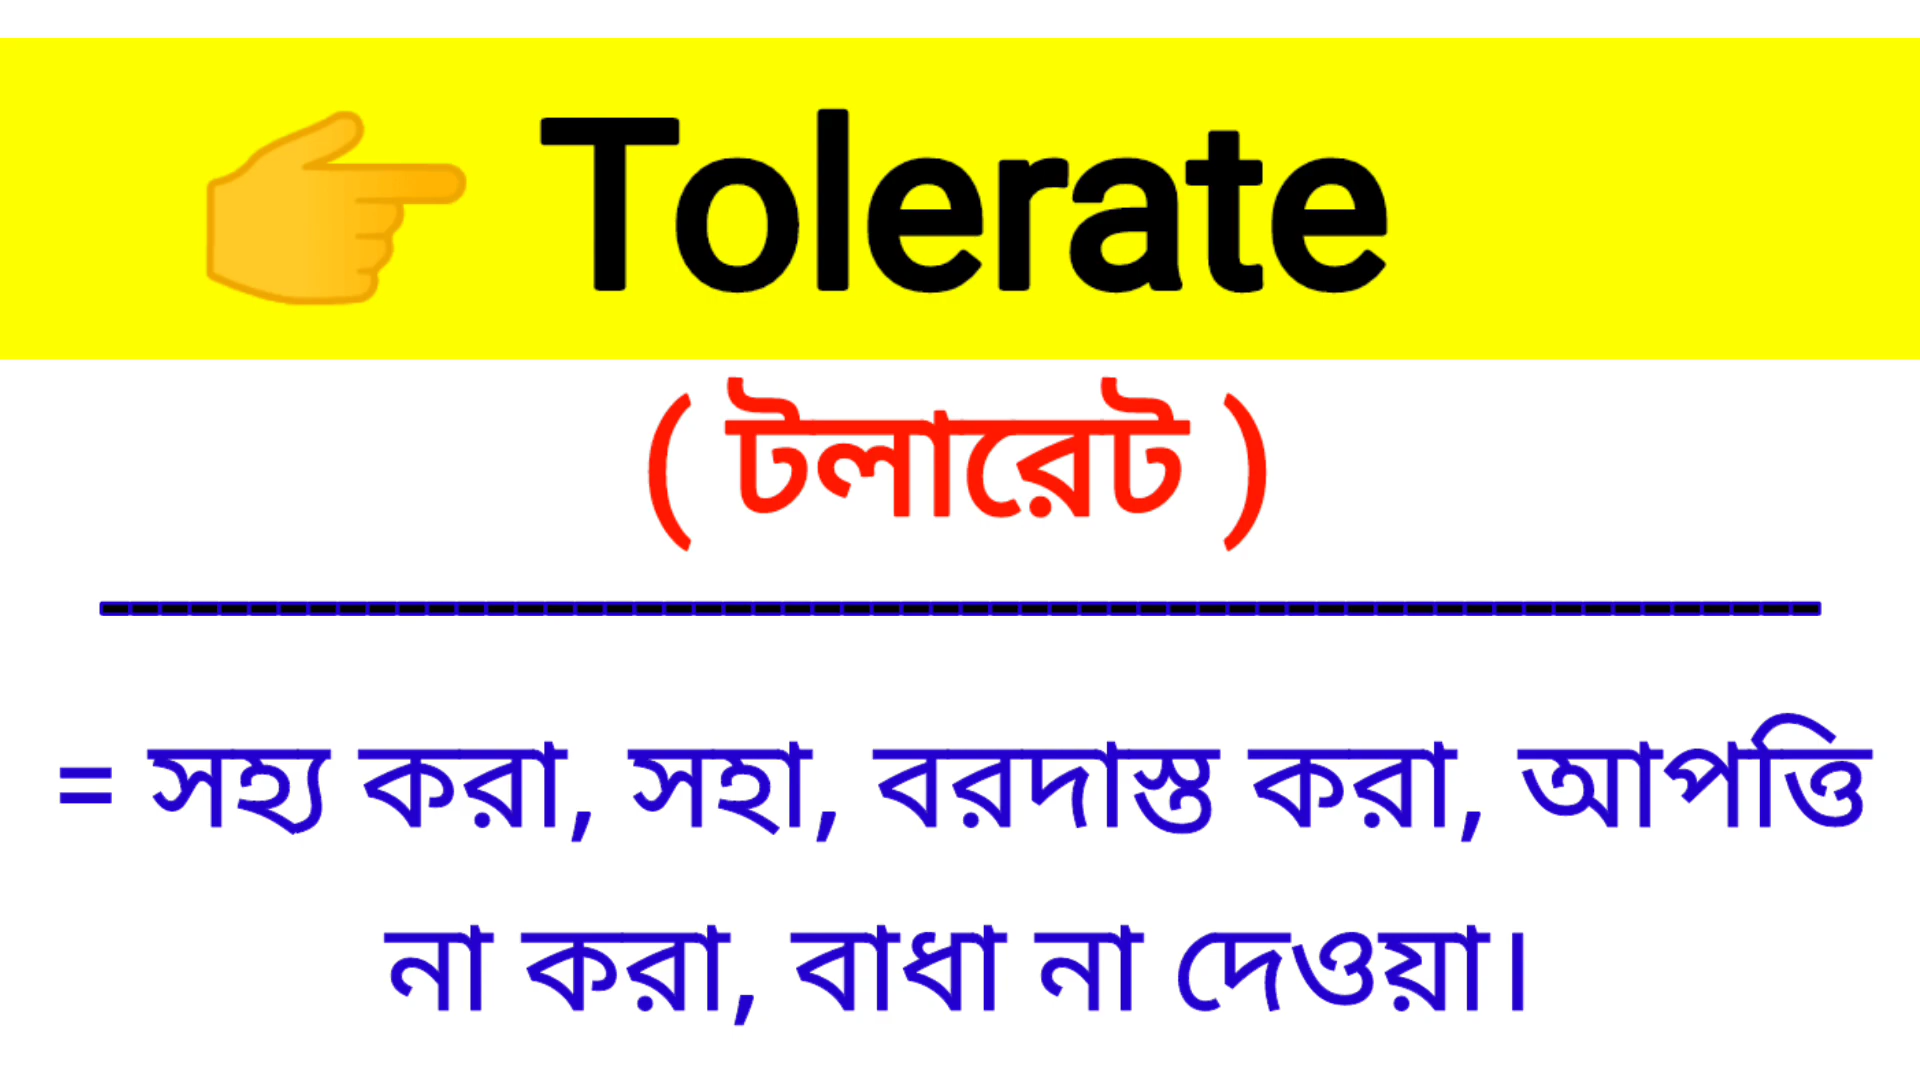 👉 Tolerate
( টলারেট )
----------------------------------------------------------
= সহ্য করা, সহা, বরদাস্ত করা, আপত্তি
না করা, বাধা না দেওয়া।